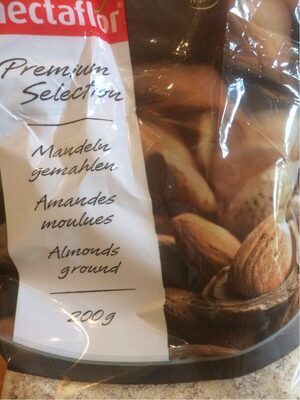 nectaflor
Premium
Selection
Mandeln
gemahlen
Amandes
moulues
Almonds
ground
200g